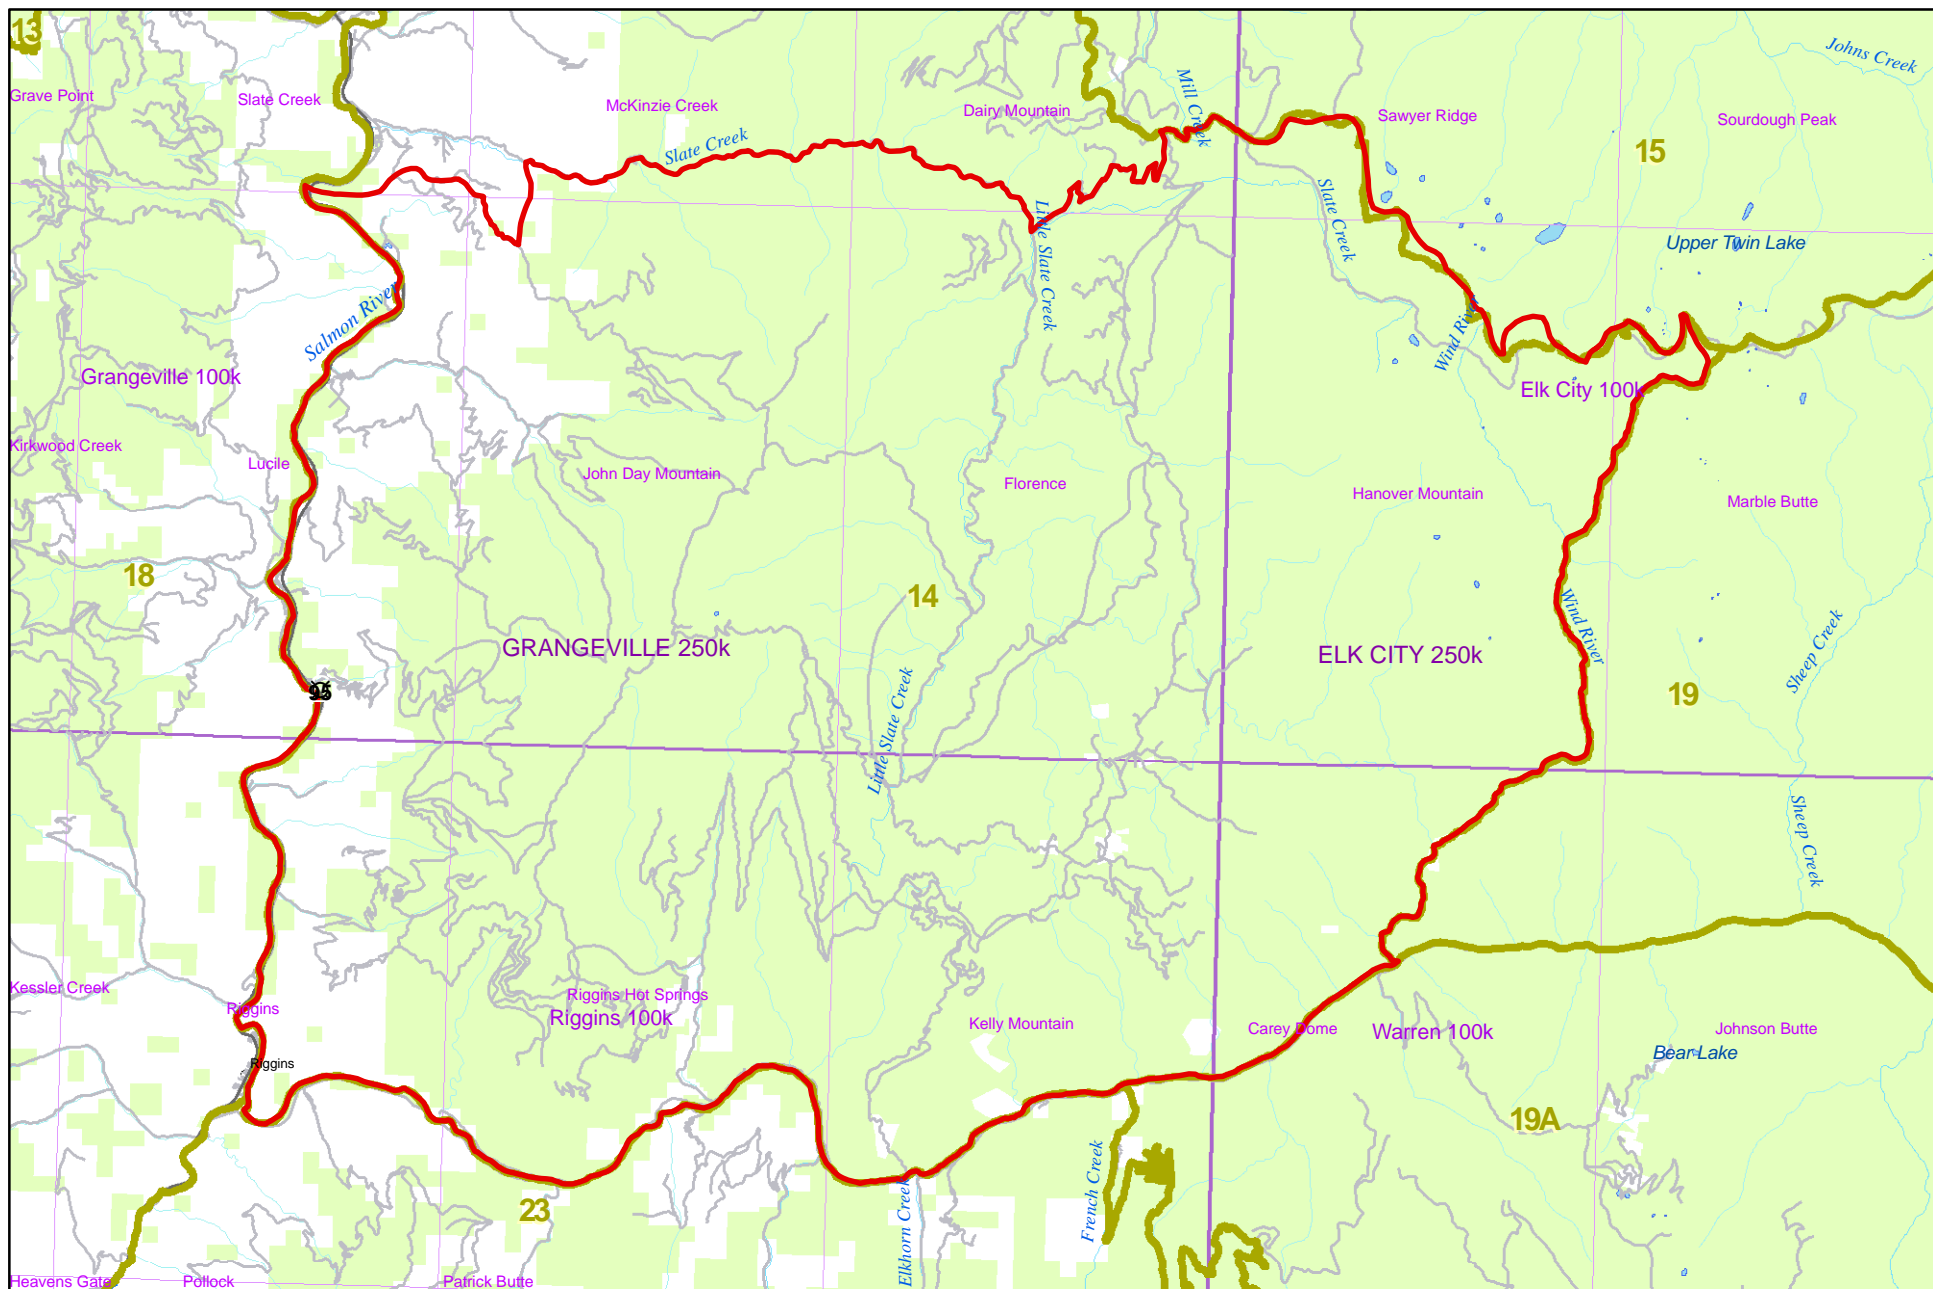 13
Johns Creek
Grave Point
Slate Creek
McKinzie Creek
Dairy Mountain
Mill Creek
Sawyer Ridge
Sourdough Peak
Slate Creek
15
Slate Creek
Little Slate Creek
Upper Twin Lake
Salmon River
Wind River
Grangeville 100k
Elk City 100k
Kirkwood Creek
Lucile
John Day Mountain
Florence
Hanover Mountain
Marble Butte
18
14
Wind River
GRANGEVILLE 250k
ELK CITY 250k
Sheep Creek
95
19
Little Slate Creek
Sheep Creek
Kessler Creek
Riggins
Riggins Hot Springs
Riggins 100k
Kelly Mountain
Carey Dome
Warren 100k
Johnson Butte
Riggins
Bear Lake
19A
23
French Creek
Elkhorn Creek
Heavens Gate
Pollock
Patrick Butte